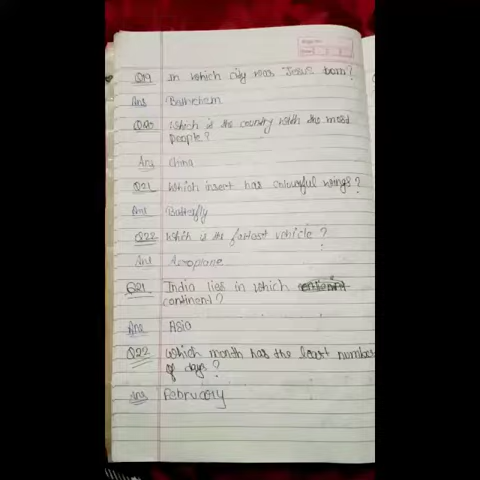 Q19 In which city was Jesus born?
Ans Batheham
Q20 Which is the country with the most
people?
Ans China
Q21 Which insect has colourful wings?
Ans Butterfly
Q22 Which is the fastest vehicle?
Ans Aeroplane
Q21 India lies in which
continent?
Ans Asia
Q22 Which month has the least number
of days?
Ans February